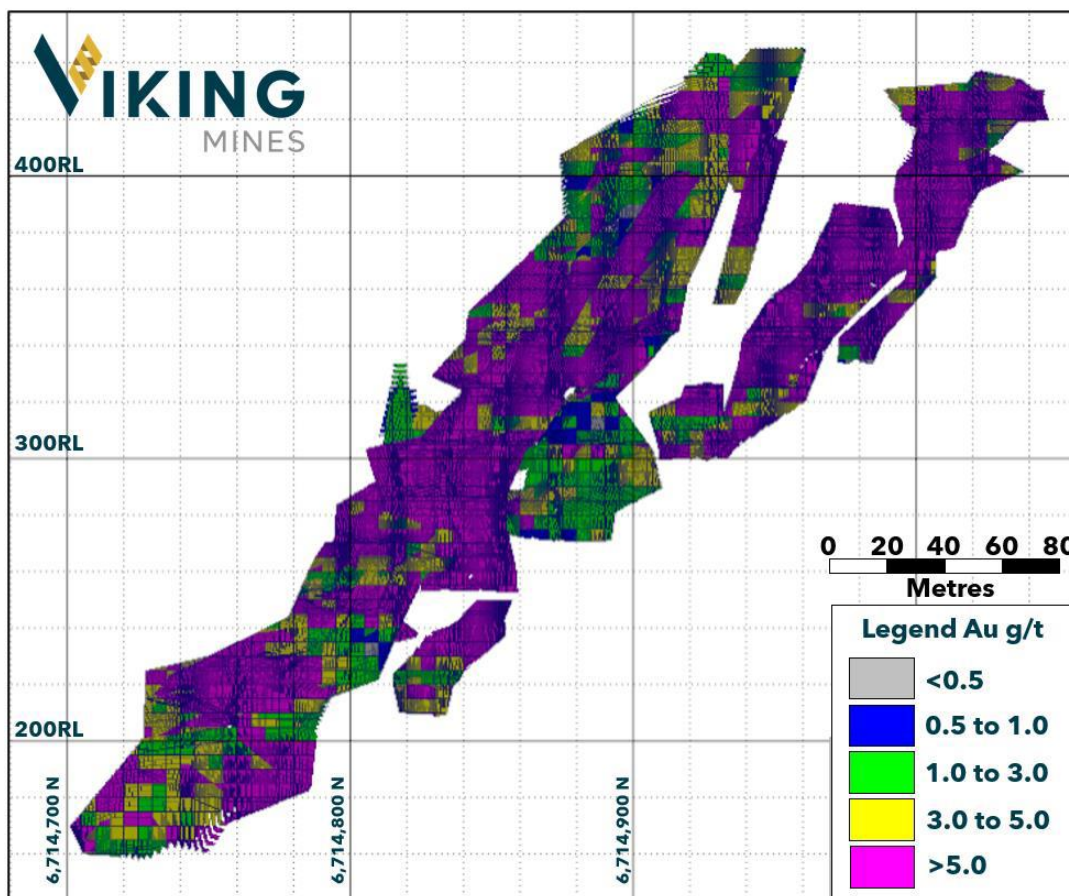 VIKING
MINES
400RL
300RL
200RL
6,714,700 N
6,714,800 N
6,714,900 N
0 20 40 60 80
Metres
Legend Au g/t
<0.5
0.5 to 1.0
1.0 to 3.0
3.0 to 5.0
>5.0